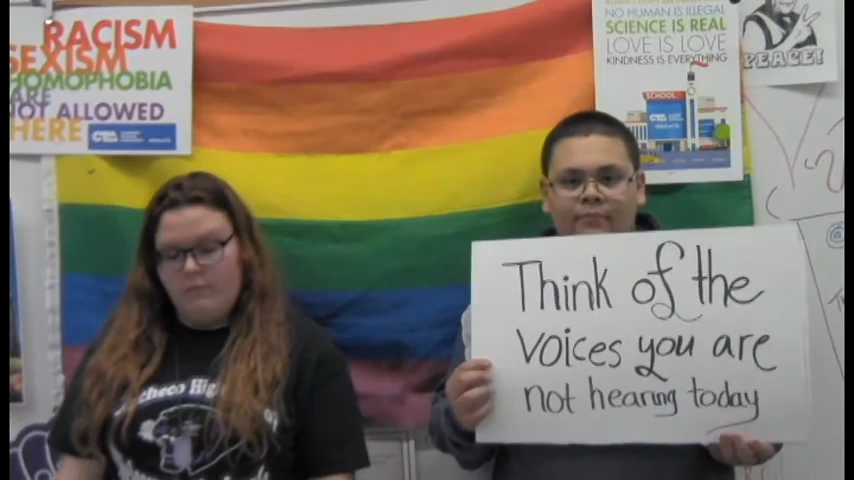 RACISM
SEXISM
HOMOPHOBIA
ARE
NOT ALLOWED
HERE
NO HUMAN IS ILLEGAL
SCIENCE IS REAL
LOVE IS LOVE
KINDNESS IS EVERYTHING
SCHOOL
PEACE!
Think of the
voices you are
not hearing today